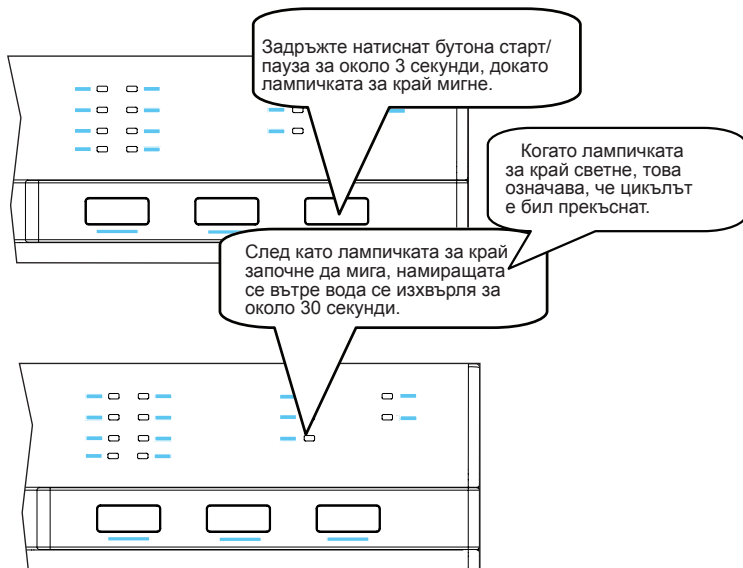 Задръжте натиснат бутона старт/
пауза за около 3 секунди, докато
лампичката за край мигне.
Когато лампичката
за край светне, това
означава, че цикълът
е бил прекъснат.
След като лампичката за край
започне да мига, намиращата
се вътре вода се изхвърля за
около 30 секунди.